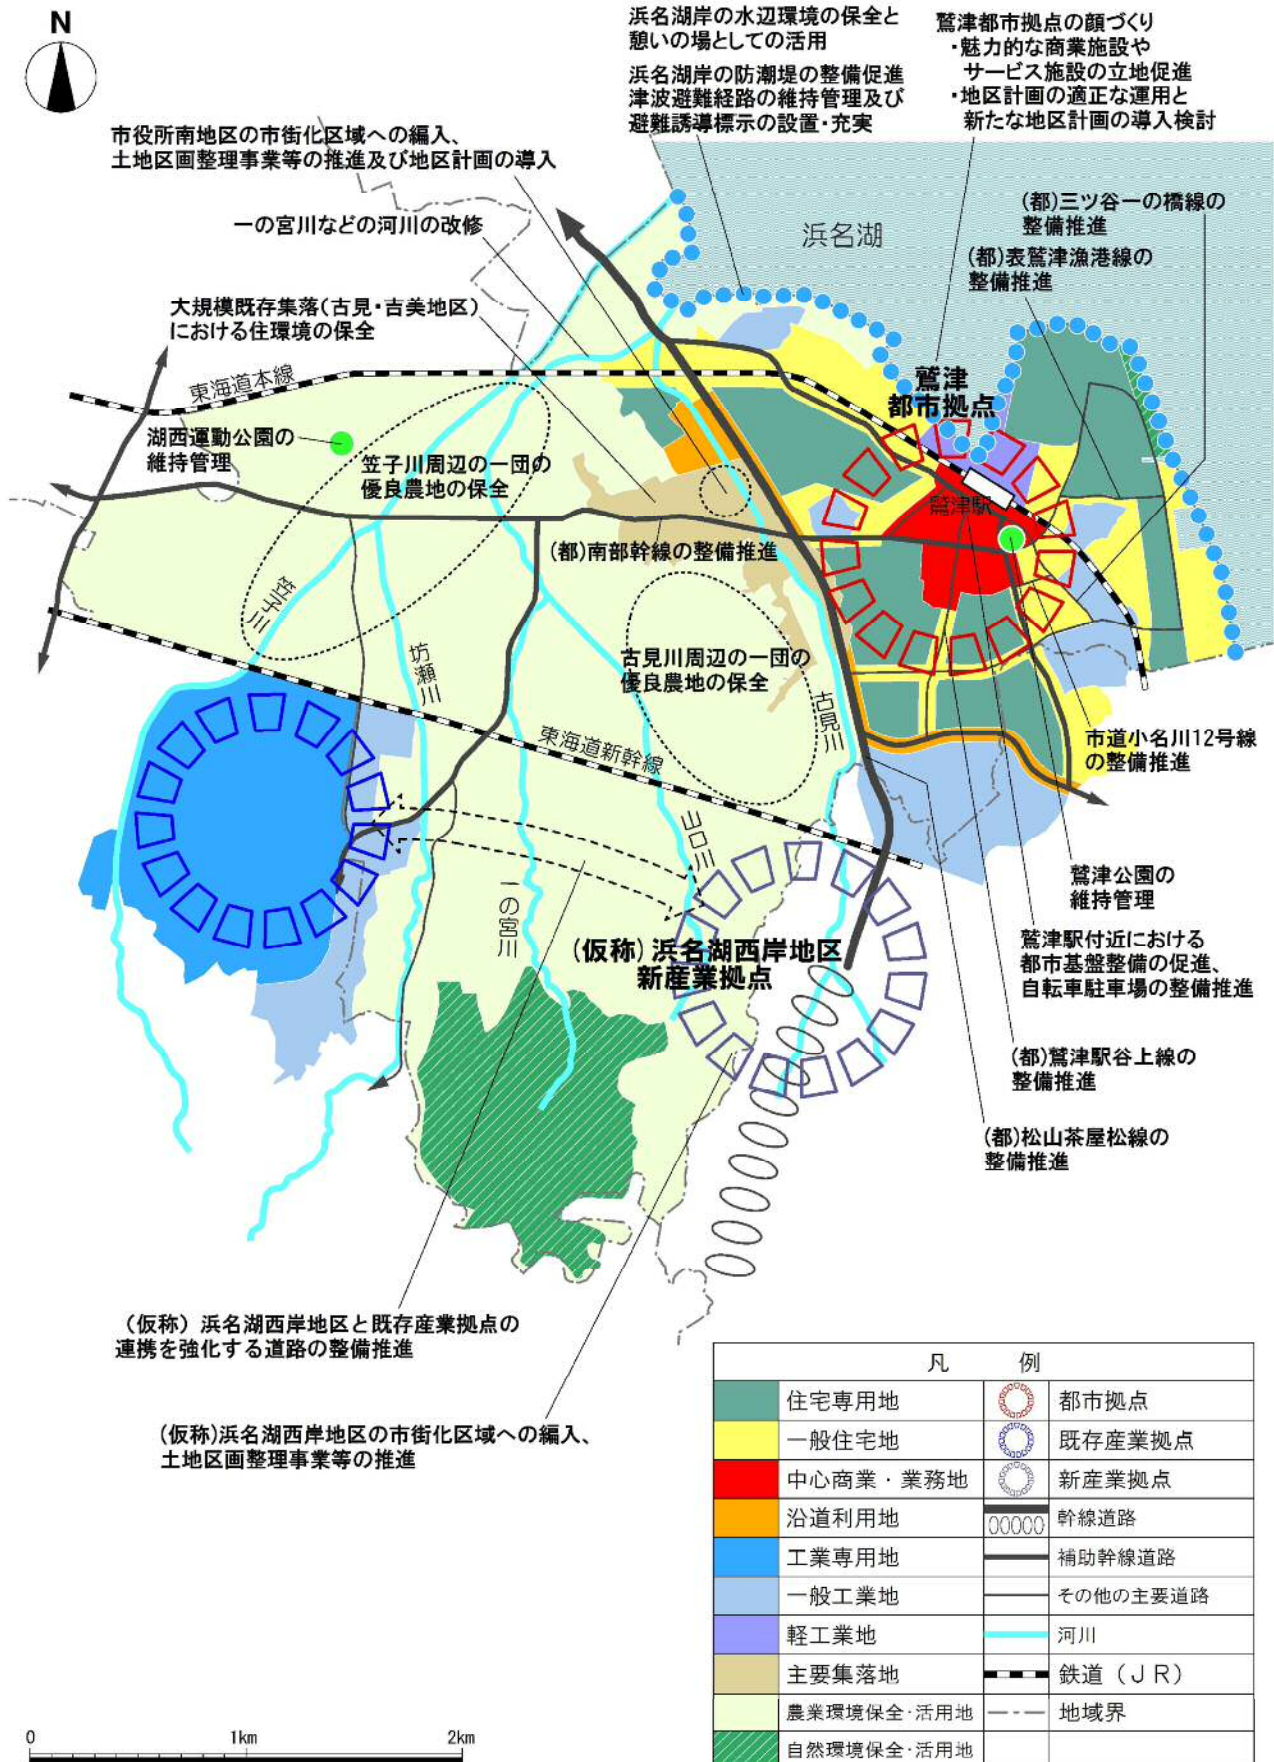 N
浜名湖岸の水辺環境の保全と
憩いの場としての活用
浜名湖岸の防潮堤の整備促進
津波避難経路の維持管理及び
避難誘導標示の設置・充実
鷲津都市拠点の顔づくり
・魅力的な商業施設や
サービス施設の立地促進
・地区計画の適正な運用と
新たな地区計画の導入検討
市役所南地区の市街化区域への編入、
土地区画整理事業等の推進及び地区計画の導入
一の宮川などの河川の改修
大規模既存集落(古見・吉美地区)
における住環境の保全
浜名湖
(都)三ツ谷一の橋線の
整備推進
(都)表鷲津漁港線の
整備推進
東海道本線
鷲津
都市拠点
湖西運動公園の
維持管理
笠子川周辺の一団の
優良農地の保全
鷲津駅
(都)南部幹線の整備推進
笠子川
坊瀬川
古見川周辺の一団の
優良農地の保全
古見川
東海道新幹線
市道小名川12号線
の整備推進
山口川
一の宮川
鷲津公園の
維持管理
(仮称)浜名湖西岸地区
新産業拠点
鷲津駅付近における
都市基盤整備の促進、
自転車駐車場の整備推進
(都)鷲津駅谷上線の
整備推進
(都)松山茶屋松線の
整備推進
(仮称)浜名湖西岸地区と既存産業拠点の
連携を強化する道路の整備推進
(仮称)浜名湖西岸地区の市街化区域への編入、
土地区画整理事業等の推進
凡 例
住宅専用地 都市拠点
一般住宅地 既存産業拠点
中心商業・業務地 新産業拠点
沿道利用地 幹線道路
工業専用地 補助幹線道路
一般工業地 その他の主要道路
軽工業地 河川
主要集落地 鉄道(JR)
農業環境保全・活用地 地域界
自然環境保全・活用地
0 1km 2km